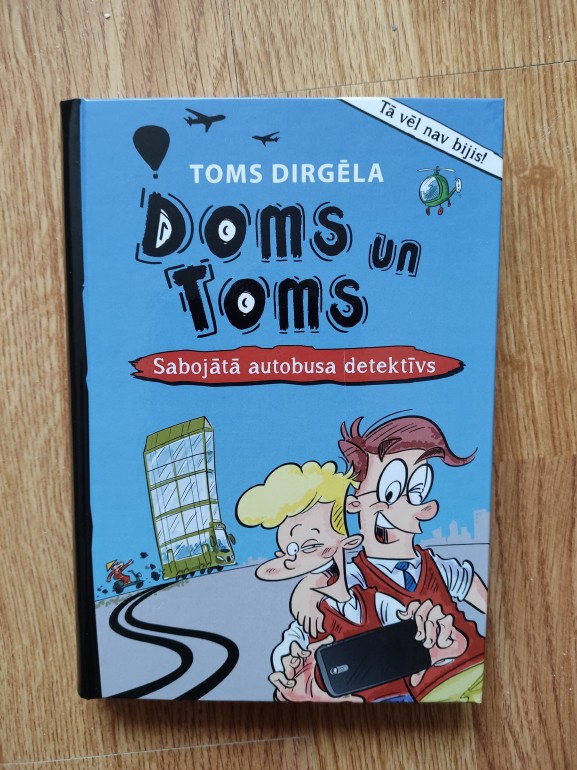 Tā vēl nav bijis!
TOMS DIRGĒLA
Doms un
Toms
Sabojātā autobusa detektīvs